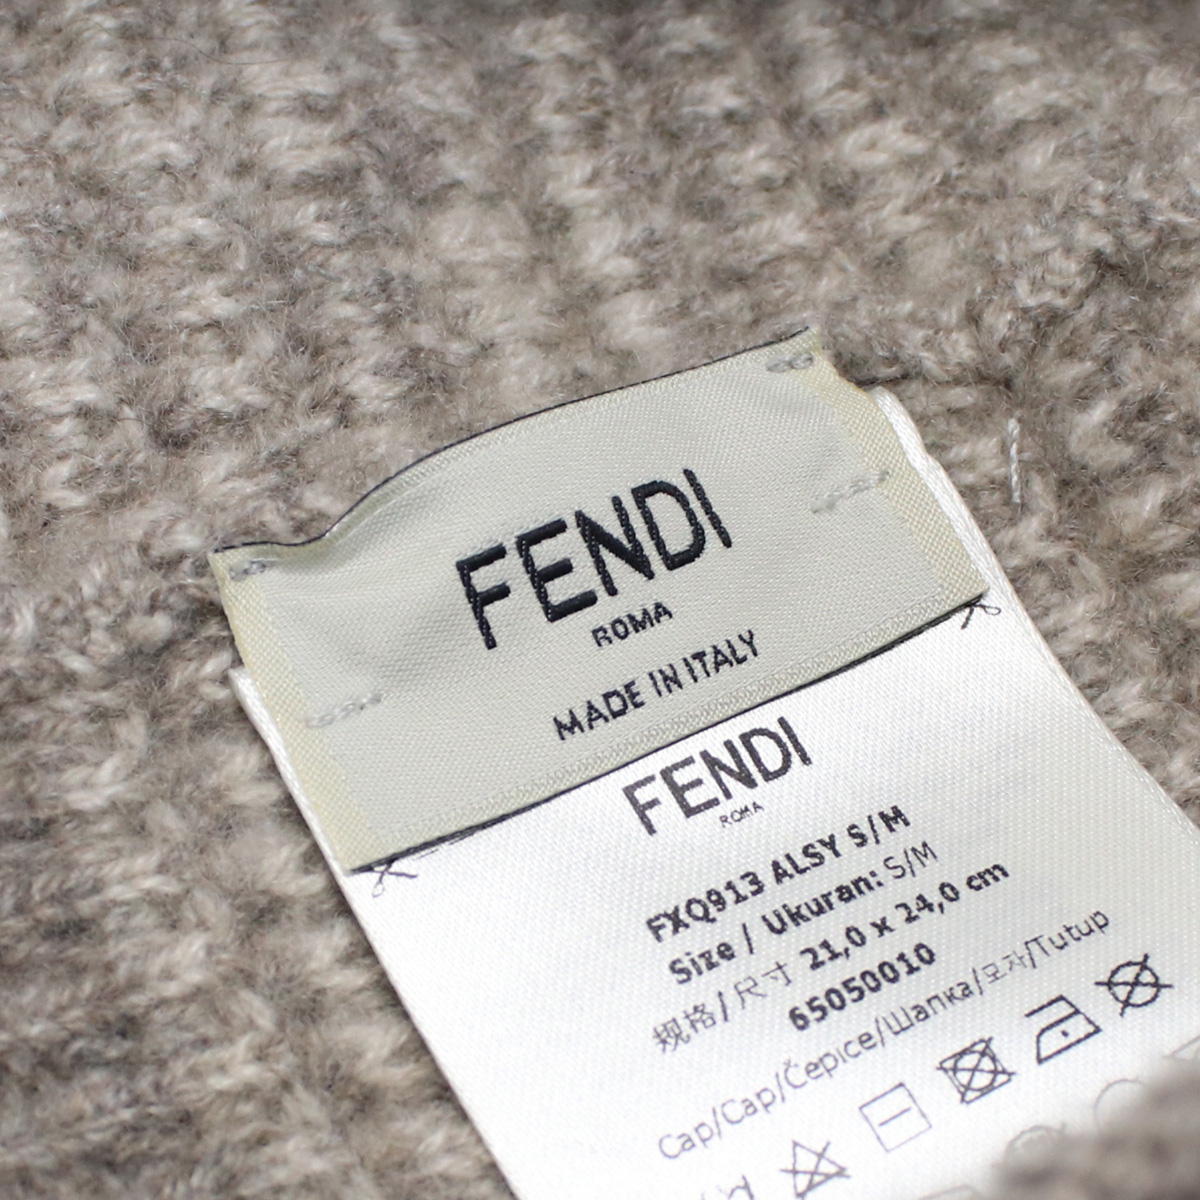 FENDI
ROMA
MADE IN ITALY
FENDI
ROMA
FXQ913 ALSY S/M
Size / Ukuran: S/M
规格/尺寸 21,0 x 24,0 cm
65050010
Cap/Cap/Čepice/Шапка/모자/Tutup